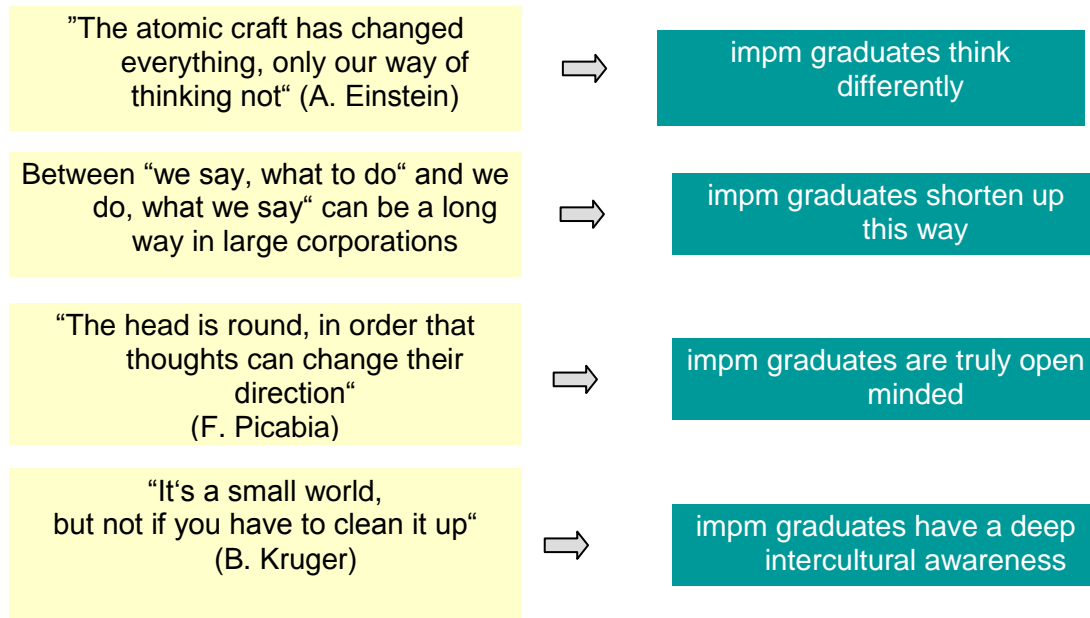 ”The atomic craft has changed
everything, only our way of
thinking not“ (A. Einstein)
impm graduates think
differently
Between “we say, what to do“ and we
do, what we say“ can be a long
way in large corporations
impm graduates shorten up
this way
“The head is round, in order that
thoughts can change their
direction“
(F. Picabia)
impm graduates are truly open
minded
“It‘s a small world,
but not if you have to clean it up“
(B. Kruger)
impm graduates have a deep
intercultural awareness